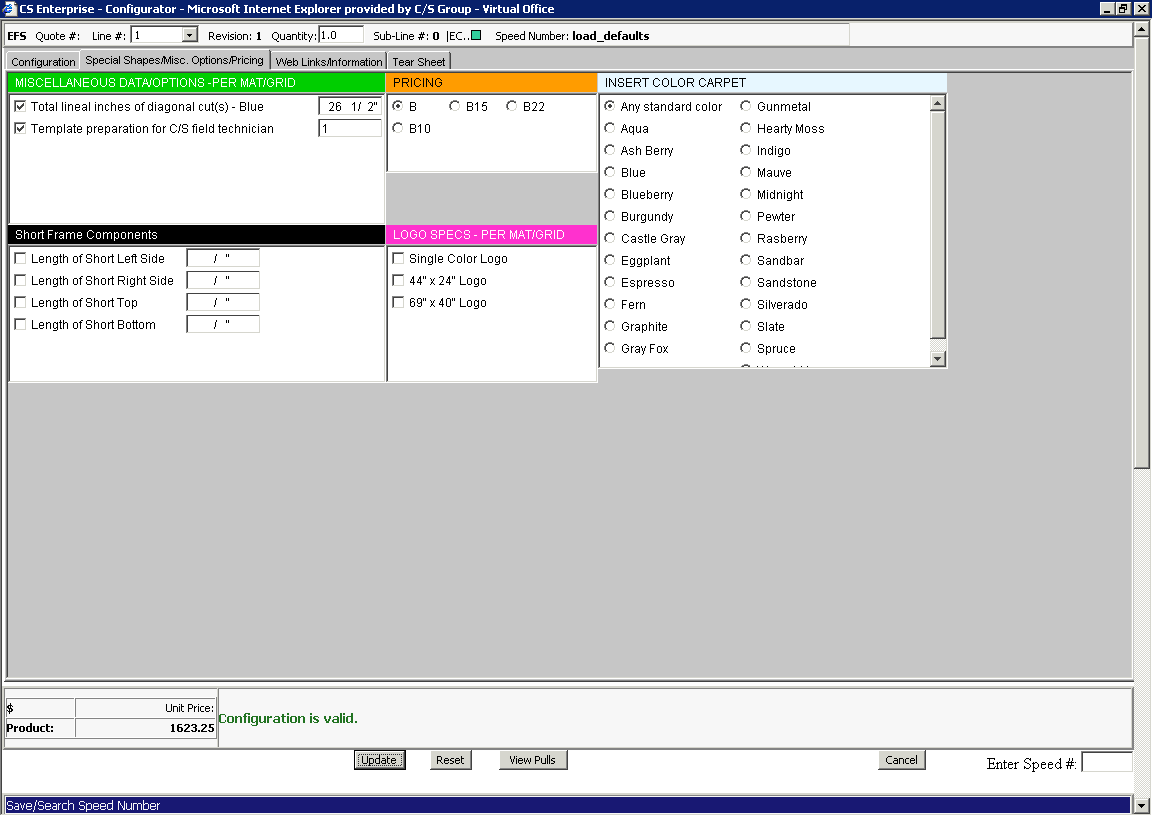 CS Enterprise - Configurator - Microsoft Internet Explorer provided by C/S Group - Virtual Office
EFS Quote #: Line #: 1 Revision: 1 Quantity: 1.0 Sub-Line #: 0 |EC.. Speed Number: load_defaults
Configuration Special Shapes/Misc. Options/Pricing Web Links/Information Tear Sheet
MISCELLANEOUS DATA/OPTIONS -PER MAT/GRID
Total lineal inches of diagonal cut(s) - Blue 26 1/ 2"
Template preparation for C/S field technician 1
PRICING
B B15 B22
B10
INSERT COLOR CARPET
Any standard color Gunmetal
Aqua Hearty Moss
Ash Berry Indigo
Blue Mauve
Blueberry Midnight
Burgundy Pewter
Castle Gray Rasberry
Eggplant Sandbar
Espresso Sandstone
Fern Silverado
Graphite Slate
Gray Fox Spruce
Short Frame Components
Length of Short Left Side / "
Length of Short Right Side / "
Length of Short Top / "
Length of Short Bottom / "
LOGO SPECS - PER MAT/GRID
Single Color Logo
44" x 24" Logo
69" x 40" Logo
$ Unit Price:
Product: 1623.25
Configuration is valid.
Update Reset View Pulls Cancel Enter Speed #:
Save/Search Speed Number